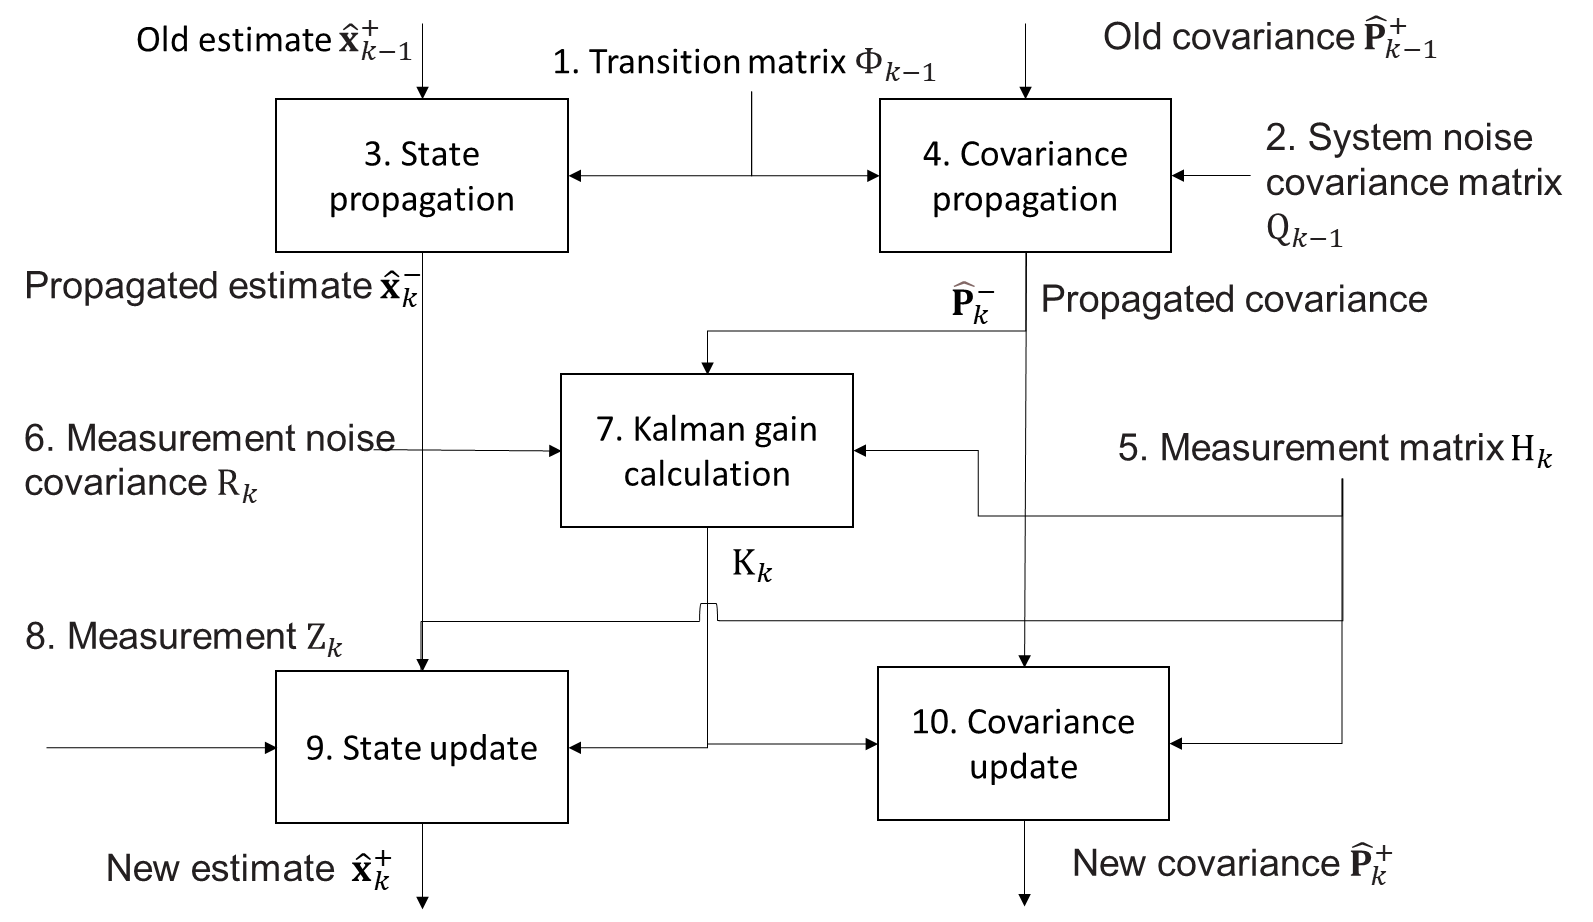 Old estimate x̂⁺ₖ₋₁
Old covariance P̂⁺ₖ₋₁
1. Transition matrix Φₖ₋₁
3. State
propagation
4. Covariance
propagation
2. System noise
covariance matrix
Qₖ₋₁
Propagated estimate x̂⁻ₖ
P̂⁻ₖ
Propagated covariance
7. Kalman gain
calculation
6. Measurement noise
covariance Rₖ
5. Measurement matrix Hₖ
Kₖ
8. Measurement Zₖ
9. State update
10. Covariance
update
New estimate x̂⁺ₖ
New covariance P̂⁺ₖ